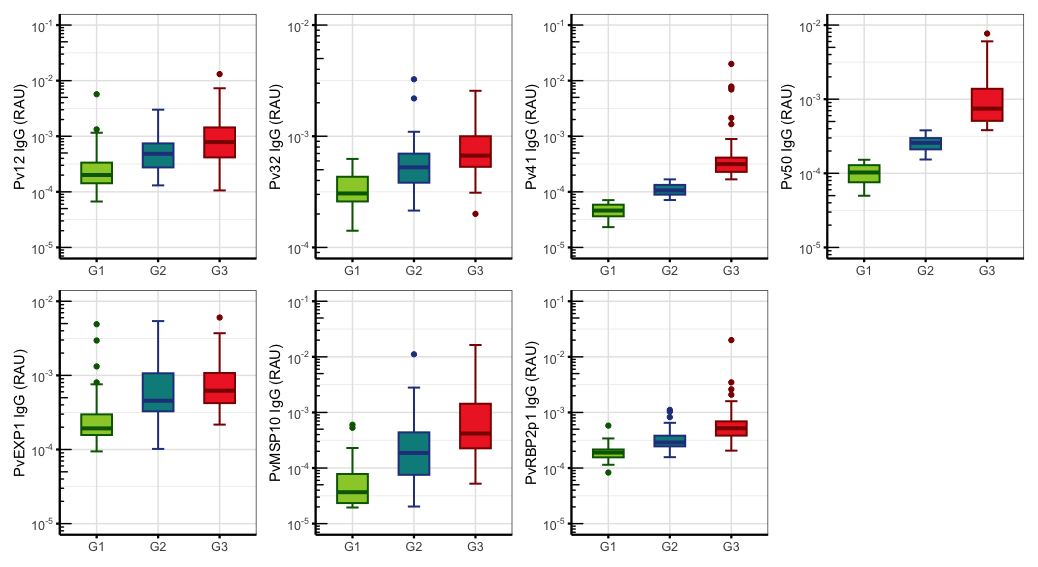 Pv12 IgG (RAU)
10-1
10-2
10-3
10-4
10-5
G1 G2 G3
Pv32 IgG (RAU)
10-2
10-3
10-4
G1 G2 G3
Pv41 IgG (RAU)
10-1
10-2
10-3
10-4
10-5
G1 G2 G3
Pv50 IgG (RAU)
10-2
10-3
10-4
10-5
G1 G2 G3
PvEXP1 IgG (RAU)
10-2
10-3
10-4
10-5
G1 G2 G3
PvMSP10 IgG (RAU)
10-1
10-2
10-3
10-4
10-5
G1 G2 G3
PvRBP2p1 IgG (RAU)
10-1
10-2
10-3
10-4
10-5
G1 G2 G3